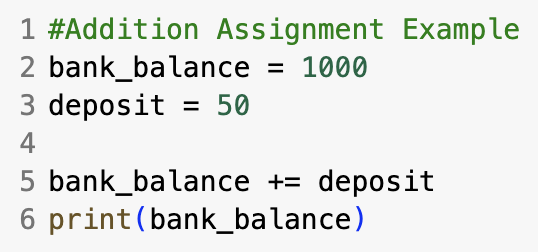 1 #Addition Assignment Example
2 bank_balance = 1000
3 deposit = 50
4
5 bank_balance += deposit
6 print(bank_balance)